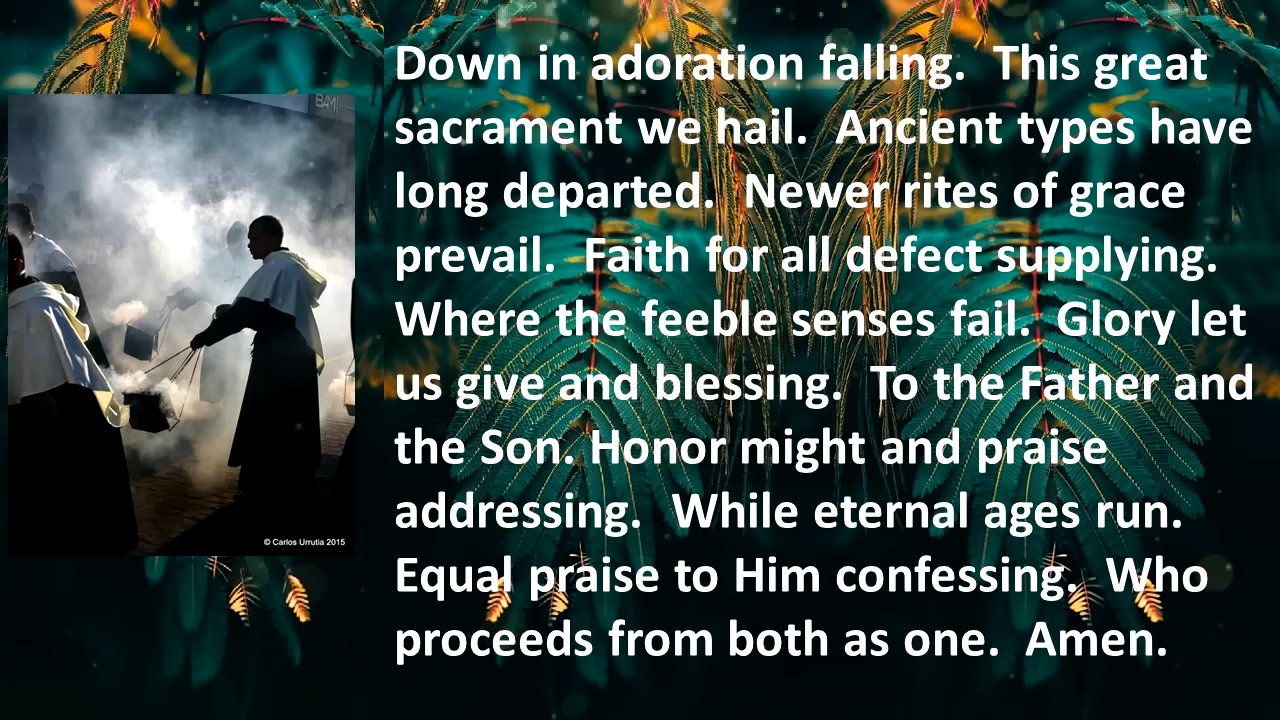 Down in adoration falling.  This great
sacrament we hail.  Ancient types have
long departed.  Newer rites of grace
prevail.  Faith for all defect supplying.
Where the feeble senses fail.  Glory let
us give and blessing.  To the Father and
the Son. Honor might and praise
addressing.  While eternal ages run.
Equal praise to Him confessing.  Who
proceeds from both as one.  Amen.
BAM
© Carlos Urrutia 2015